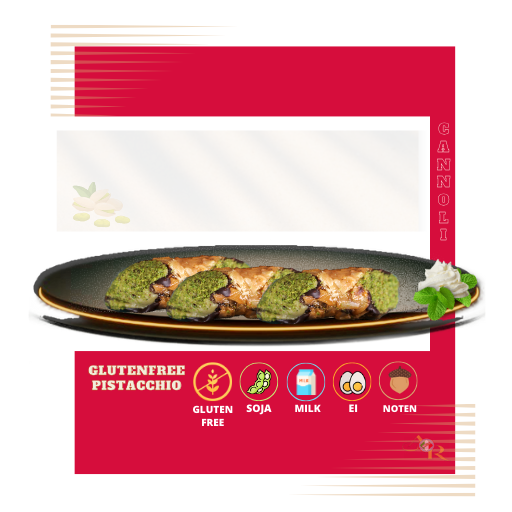 CANNOLI
GLUTENFREE
PISTACCHIO
GLUTEN
FREE
SOJA
MILK
EI
NOTEN